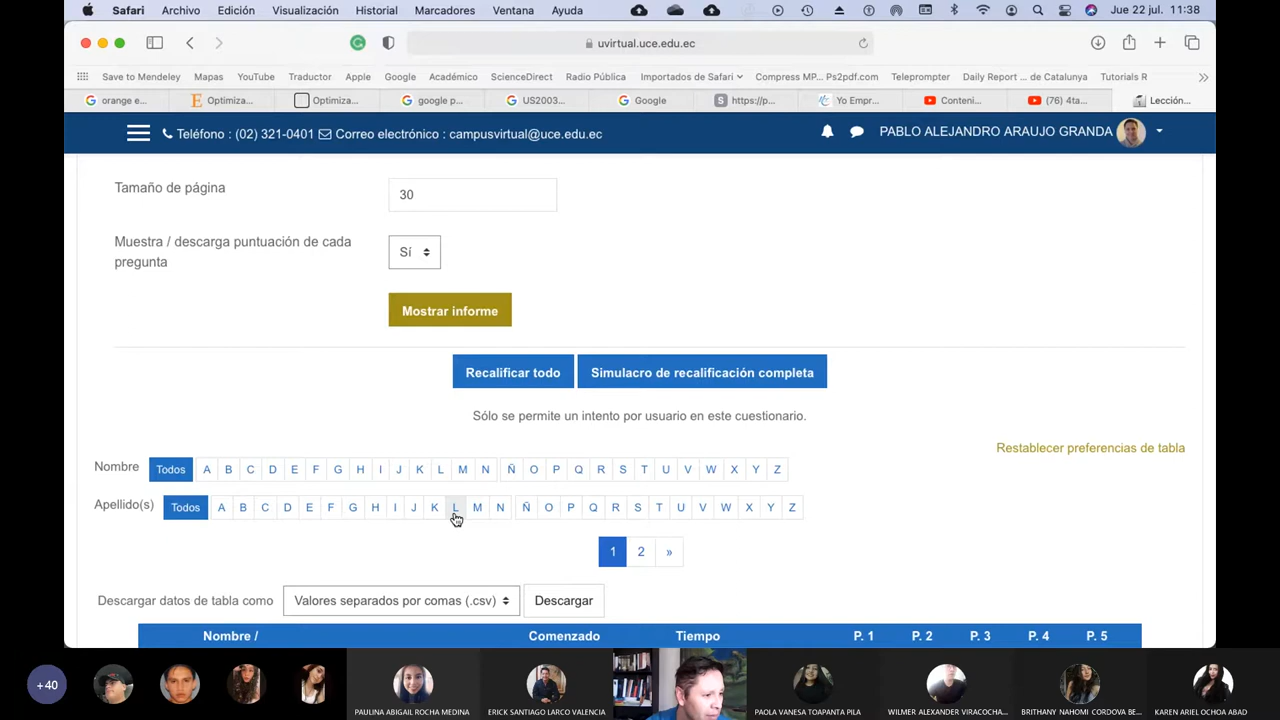 Safari Archivo Edición Visualización Historial Marcadores Ventana Ayuda Jue 22 jul. 11:38
uvirtual.uce.edu.ec
Save to Mendeley Mapas YouTube Traductor Apple Google Académico ScienceDirect Radio Pública Importados de Safari Compress MP... Ps2pdf.com Teleprompter Daily Report ... de Catalunya Tutorials R
orange e... Optimiza... Optimiza... google p... US2003... Google https://p... Yo Empr... Conteni... (76) 4ta... Lección...
Teléfono : (02) 321-0401 Correo electrónico : campusvirtual@uce.edu.ec PABLO ALEJANDRO ARAUJO GRANDA
Tamaño de página 30
Muestra / descarga puntuación de cada
pregunta
Sí
Mostrar informe
Recalificar todo Simulacro de recalificación completa
Sólo se permite un intento por usuario en este cuestionario.
Restablecer preferencias de tabla
Nombre Todos A B C D E F G H I J K L M N Ñ O P Q R S T U V W X Y Z
Apellido(s) Todos A B C D E F G H I J K L M N Ñ O P Q R S T U V W X Y Z
1 2 »
Descargar datos de tabla como Valores separados por comas (.csv) Descargar
Nombre / Comenzado Tiempo P. 1 P. 2 P. 3 P. 4 P. 5
+40
PAULINA ABIGAIL ROCHA MEDINA ERICK SANTIAGO LARCO VALENCIA PAOLA VANESA TOAPANTA PILA WILMER ALEXANDER VIRACOCHA... BRITHANY NAHOMI CORDOVA BE... KAREN ARIEL OCHOA ABAD